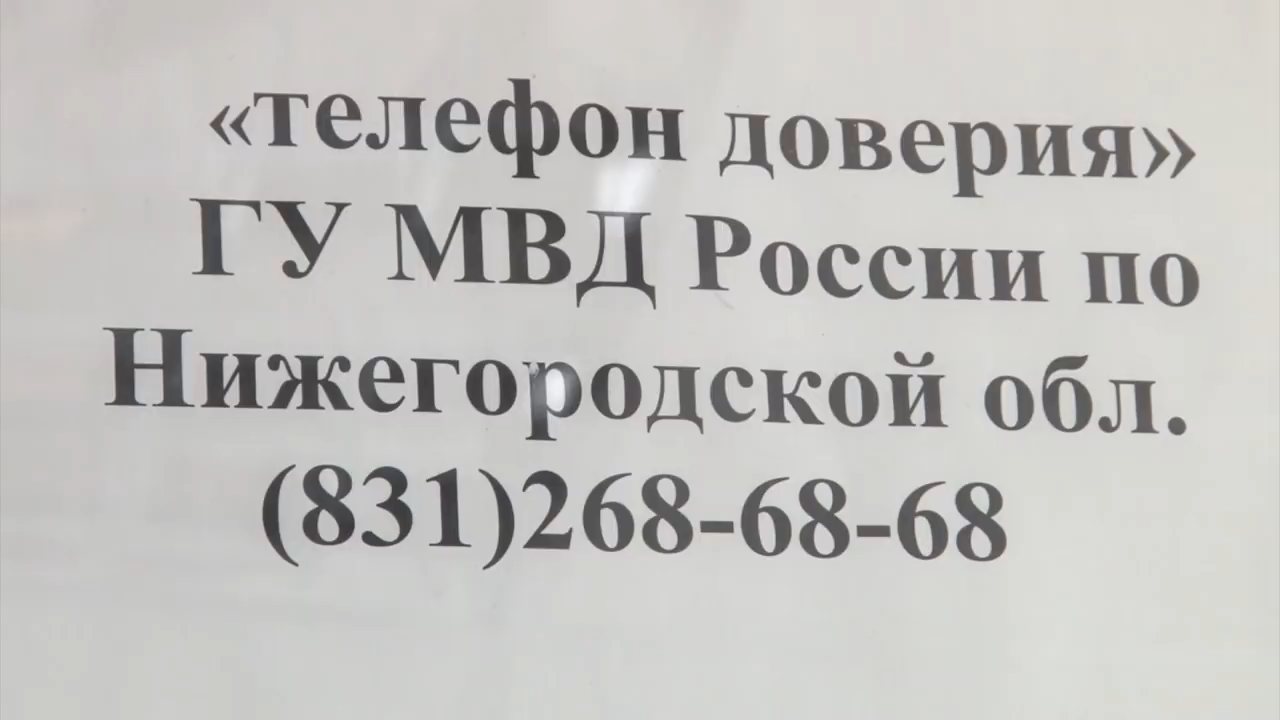 «телефон доверия»
ГУ МВД России по
Нижегородской обл.
(831)268-68-68